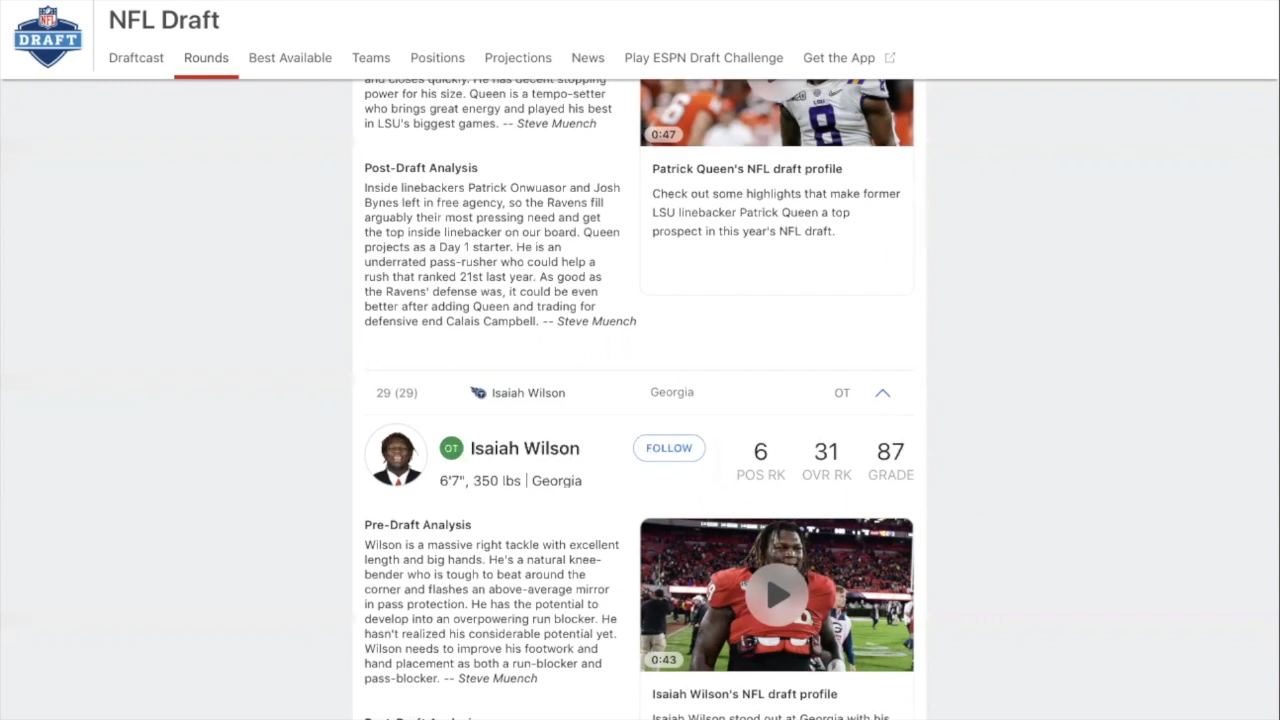 NFL
DRAFT
NFL Draft
Draftcast Rounds Best Available Teams Positions Projections News Play ESPN Draft Challenge Get the App
and closes quickly. He has decent stopping
power for his size. Queen is a tempo-setter
who brings great energy and played his best
in LSU's biggest games. -- Steve Muench
LSU
8
0:47
Post-Draft Analysis
Inside linebackers Patrick Onwuasor and Josh
Bynes left in free agency, so the Ravens fill
arguably their most pressing need and get
the top inside linebacker on our board. Queen
projects as a Day 1 starter. He is an
underrated pass-rusher who could help a
rush that ranked 21st last year. As good as
the Ravens' defense was, it could be even
better after adding Queen and trading for
defensive end Calais Campbell. -- Steve Muench
Patrick Queen's NFL draft profile
Check out some highlights that make former
LSU linebacker Patrick Queen a top
prospect in this year's NFL draft.
29 (29) Isaiah Wilson Georgia OT
OT Isaiah Wilson
6'7", 350 lbs | Georgia
FOLLOW
6 31 87
POS RK OVR RK GRADE
Pre-Draft Analysis
Wilson is a massive right tackle with excellent
length and big hands. He's a natural knee-
bender who is tough to beat around the
corner and flashes an above-average mirror
in pass protection. He has the potential to
develop into an overpowering run blocker. He
hasn't realized his considerable potential yet.
Wilson needs to improve his footwork and
hand placement as both a run-blocker and
pass-blocker. -- Steve Muench
0:43
Isaiah Wilson's NFL draft profile
Isaiah Wilson stood out at Georgia with his
Post-Draft Analysis